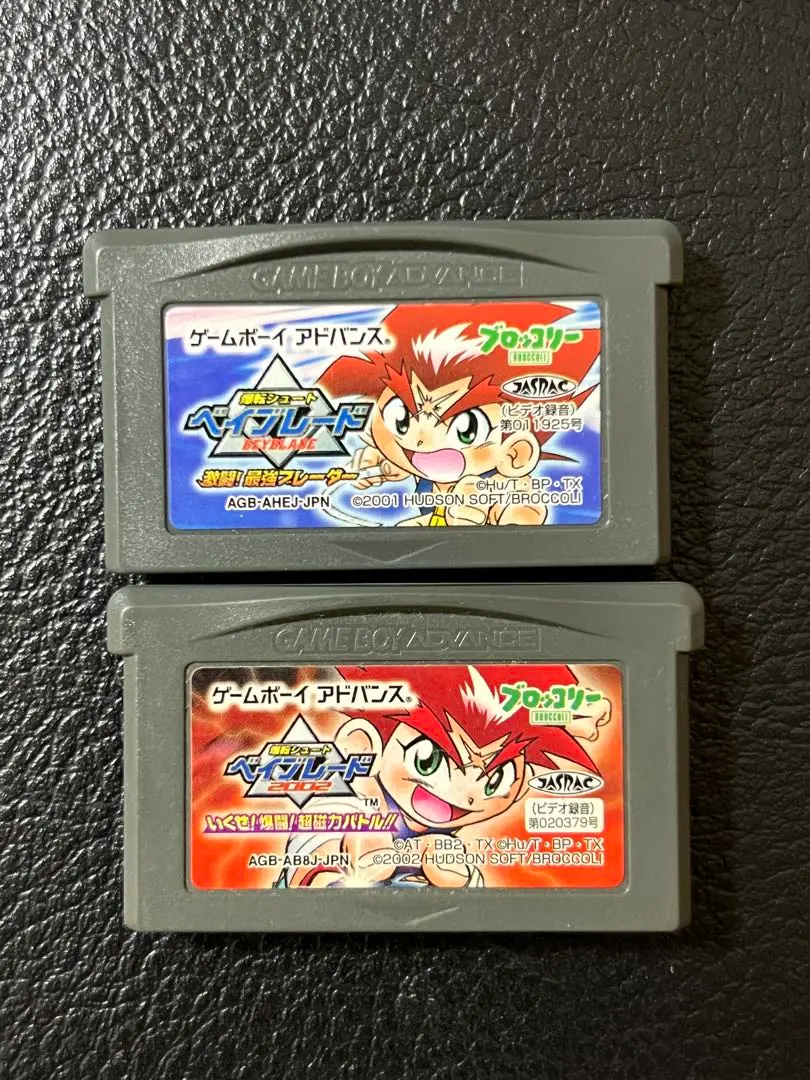 GAME BOY ADVANCE
ゲームボーイ アドバンス®
ブロッコリー
BROCCOLI
爆転シュート
ベイブレード
BEYBLADE
激闘!最強ブレーダー
JASRAC
(ビデオ録音)
第011925号
©Hu/T・BP・TX
AGB-AHEJ-JPN ©2001 HUDSON SOFT/BROCCOLI
GAME BOY ADVANCE
ゲームボーイ アドバンス®
ブロッコリー
BROCCOLI
爆転シュート
ベイブレード
2002
TM
いくぜ!爆闘!超磁力バトル!!
JASRAC
(ビデオ録音)
第020379号
©AT・BB2・TX ©Hu/T・BP・TX
AGB-AB8J-JPN ©2002 HUDSON SOFT/BROCCOLI